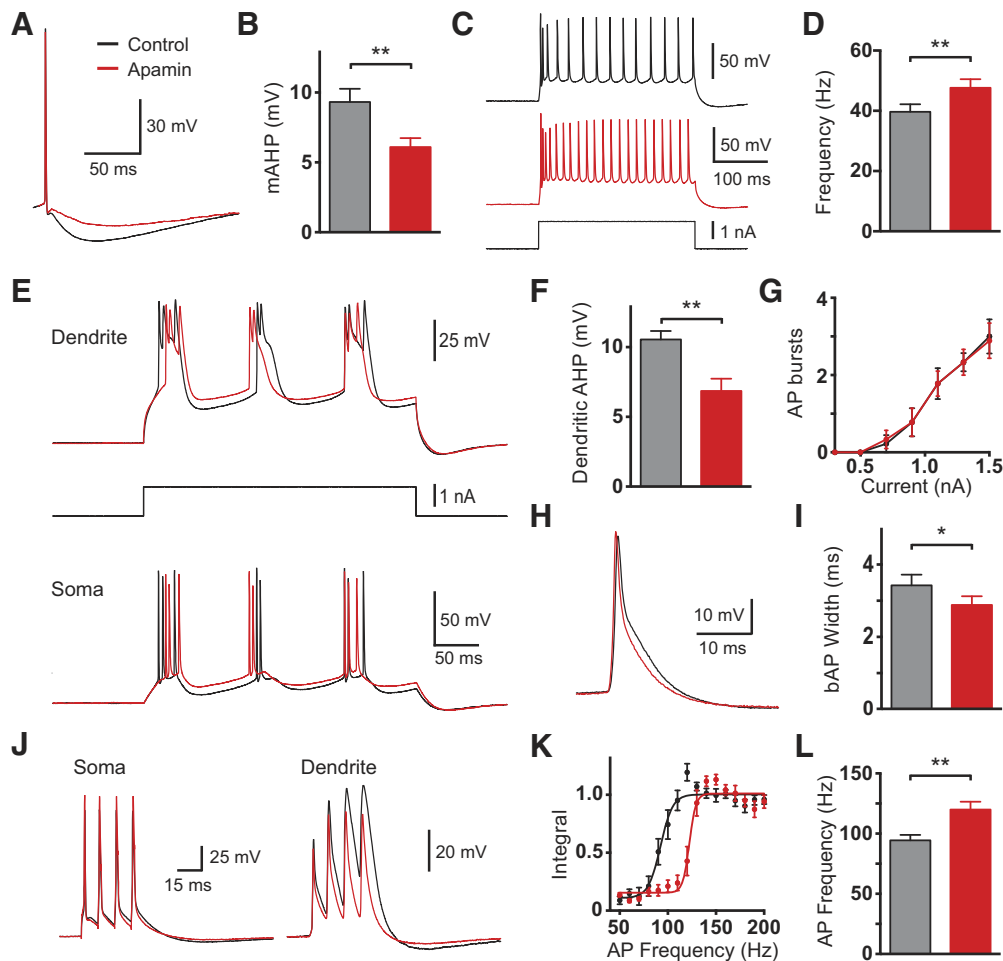 A
Control
Apamin
30 mV
50 ms
B
**
mAHP (mV)
10
5
0
C
50 mV
50 mV
100 ms
1 nA
D
**
Frequency (Hz)
60
40
20
0
E
Dendrite
25 mV
1 nA
Soma
50 mV
50 ms
F
**
Dendritic AHP (mV)
10
5
0
G
AP bursts
4
2
0
0.5 1.0 1.5
Current (nA)
H
10 mV
10 ms
I
*
bAP Width (ms)
4
2
0
J
Soma
Dendrite
25 mV
15 ms
20 mV
K
Integral
1.0
0.5
0
50 80 120 160 200
AP Frequency (Hz)
L
**
AP Frequency (Hz)
150
100
50
0